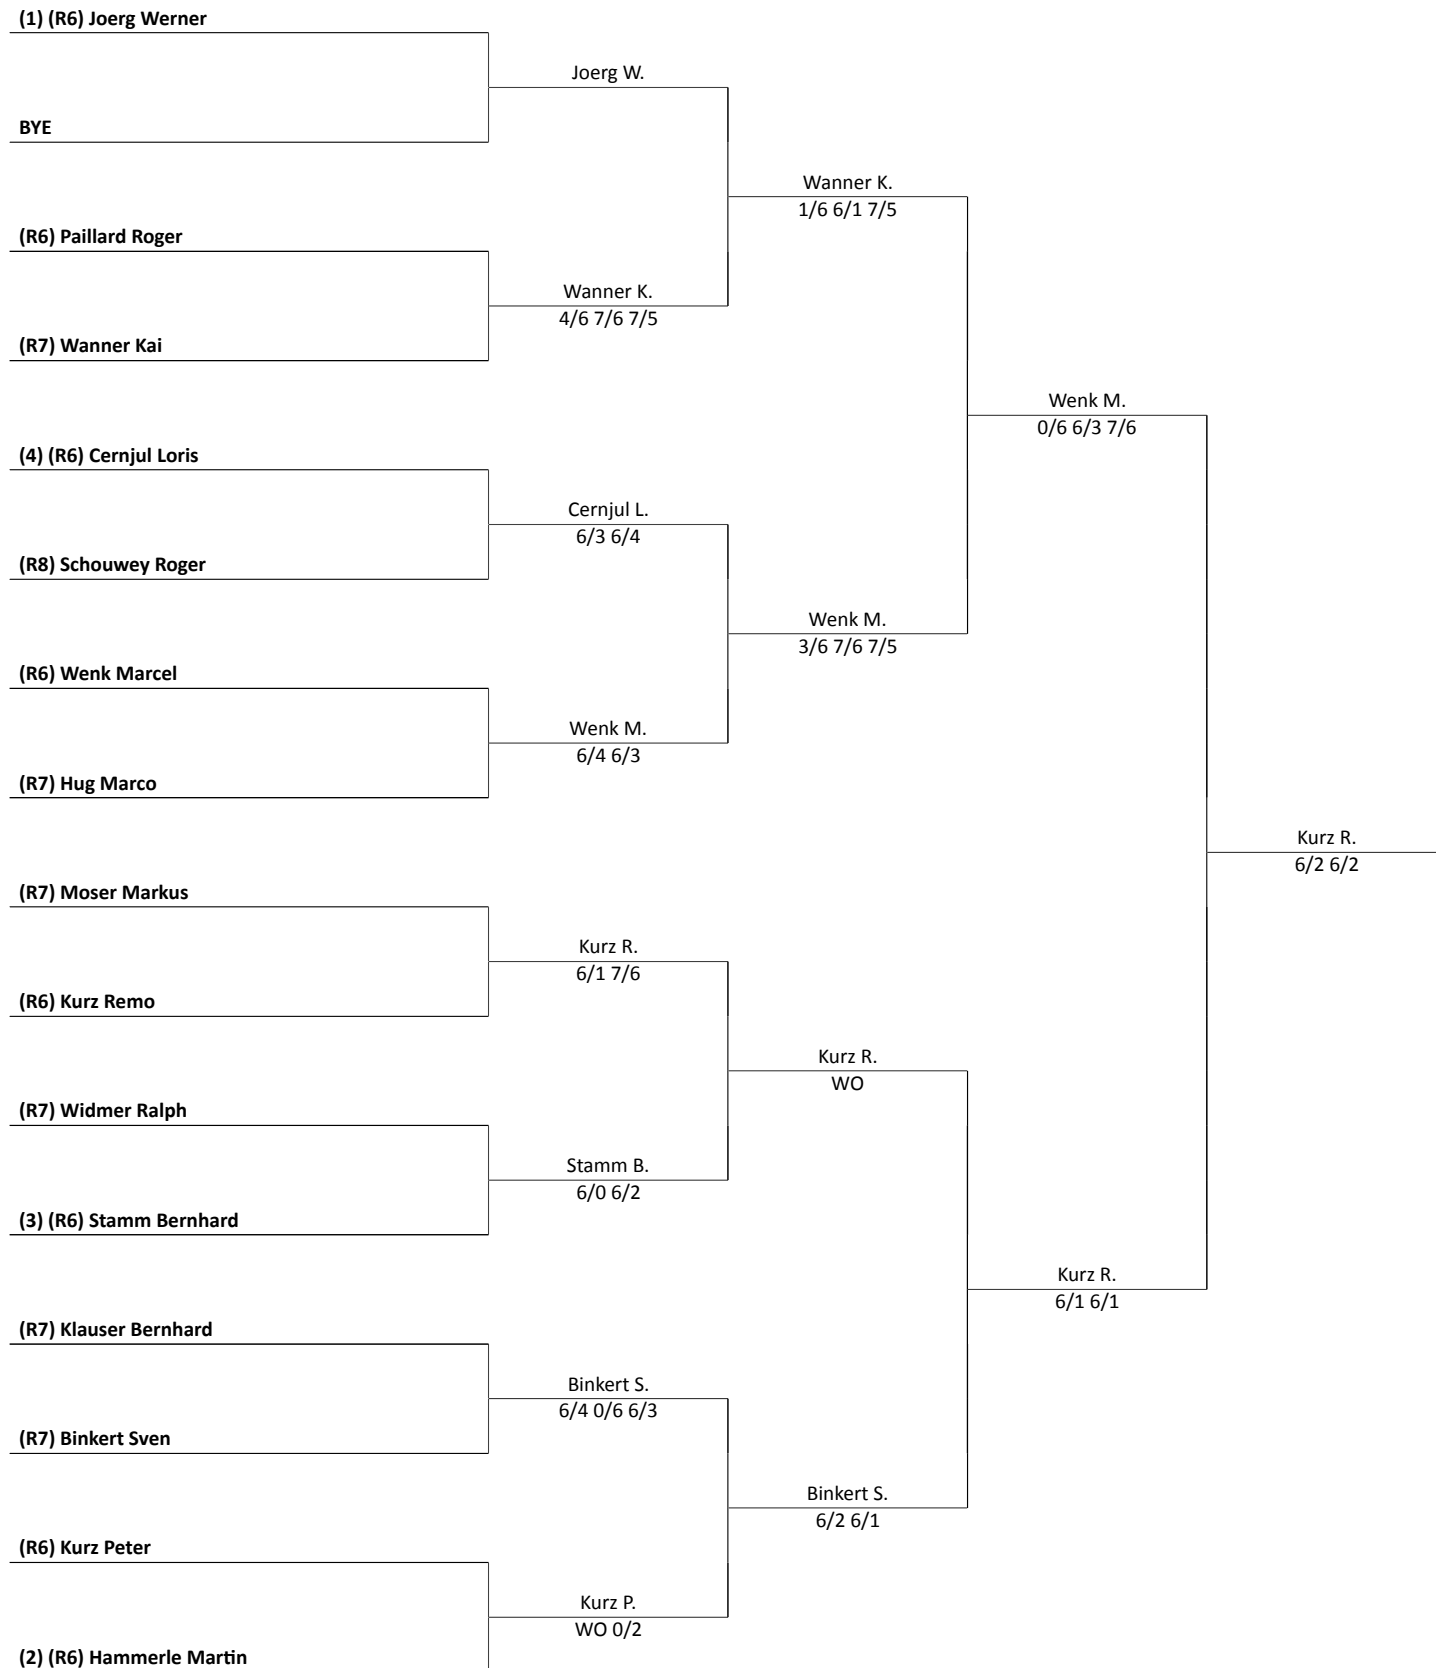 (1) (R6) Joerg Werner
Joerg W.
BYE
Wanner K.
1/6 6/1 7/5
(R6) Paillard Roger
Wanner K.
4/6 7/6 7/5
(R7) Wanner Kai
Wenk M.
0/6 6/3 7/6
(4) (R6) Cernjul Loris
Cernjul L.
6/3 6/4
(R8) Schouwey Roger
Wenk M.
3/6 7/6 7/5
(R6) Wenk Marcel
Wenk M.
6/4 6/3
(R7) Hug Marco
Kurz R.
6/2 6/2
(R7) Moser Markus
Kurz R.
6/1 7/6
(R6) Kurz Remo
Kurz R.
WO
(R7) Widmer Ralph
Stamm B.
6/0 6/2
(3) (R6) Stamm Bernhard
Kurz R.
6/1 6/1
(R7) Klauser Bernhard
Binkert S.
6/4 0/6 6/3
(R7) Binkert Sven
Binkert S.
6/2 6/1
(R6) Kurz Peter
Kurz P.
WO 0/2
(2) (R6) Hammerle Martin